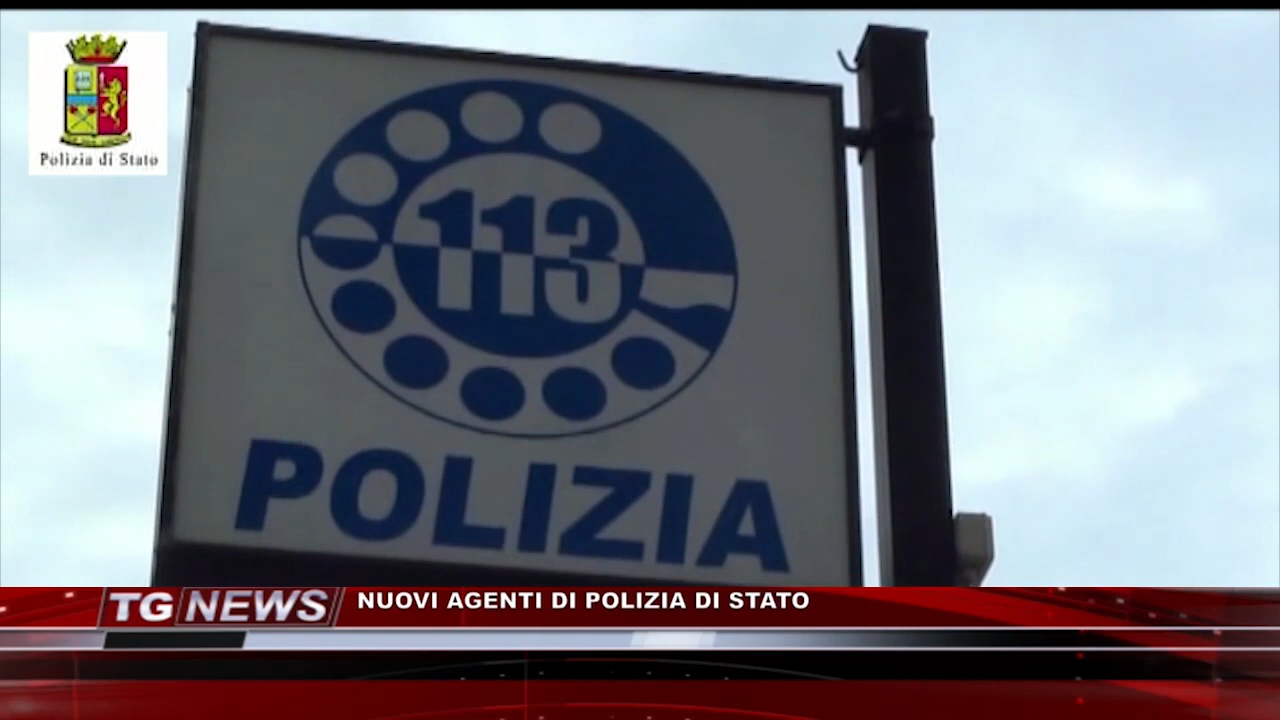 Polizia di Stato
113
POLIZIA
TG NEWS
NUOVI AGENTI DI POLIZIA DI STATO